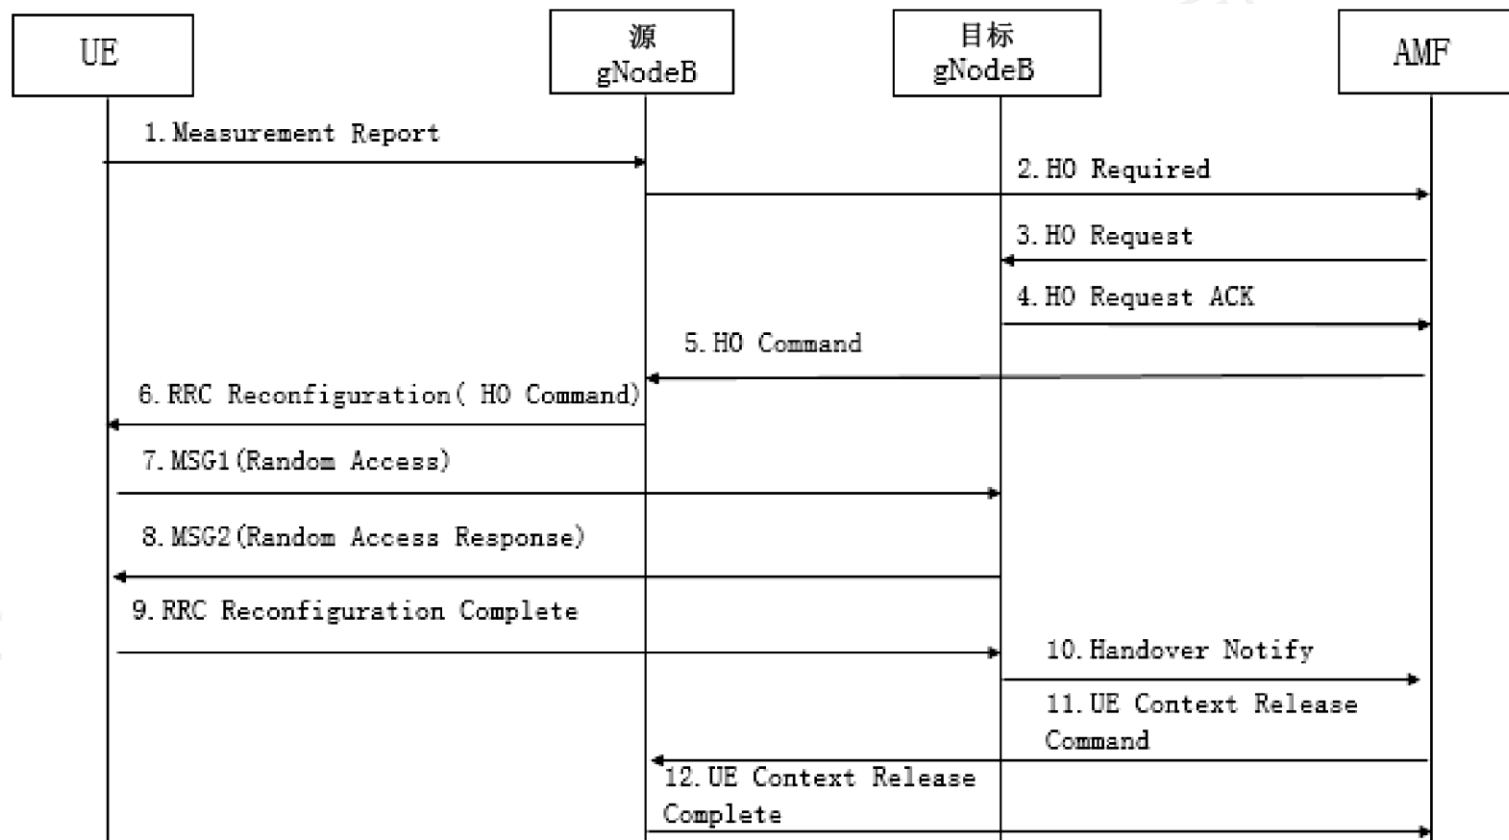 UE
源
gNodeB
目标
gNodeB
AMF
1.Measurement Report
2.HO Required
3.HO Request
4.HO Request ACK
5.HO Command
6.RRC Reconfiguration( HO Command)
7.MSG1(Random Access)
8.MSG2(Random Access Response)
9.RRC Reconfiguration Complete
10.Handover Notify
11.UE Context Release
Command
12.UE Context Release
Complete